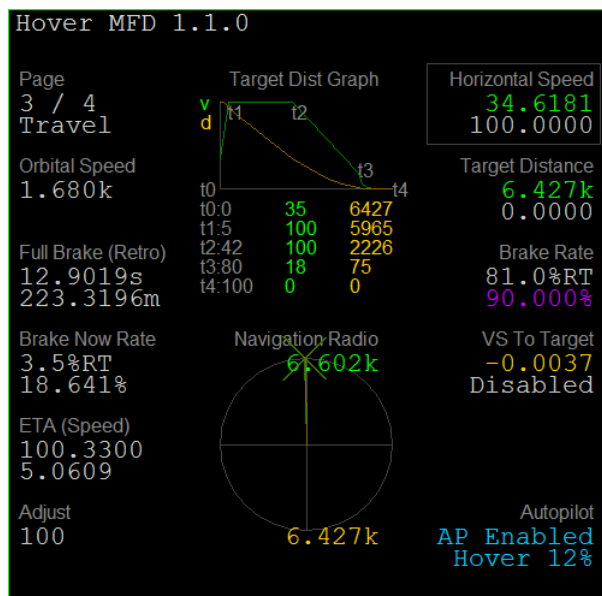 Hover MFD 1.1.0
Page
3 / 4
Travel
Target Dist Graph
v
d
t1
t2
t3
t0
t4
Horizontal Speed
34.6181
100.0000
Orbital Speed
1.680k
Target Distance
6.427k
0.0000
t0:0 35 6427
t1:5 100 5965
t2:42 100 2226
t3:80 18 75
t4:100 0 0
Full Brake (Retro)
12.9019s
223.3196m
Brake Rate
81.0%RT
90.000%
Brake Now Rate
3.5%RT
18.641%
Navigation Radio
6.602k
VS To Target
-0.0037
Disabled
ETA (Speed)
100.3300
5.0609
Adjust
100
6.427k
Autopilot
AP Enabled
Hover 12%